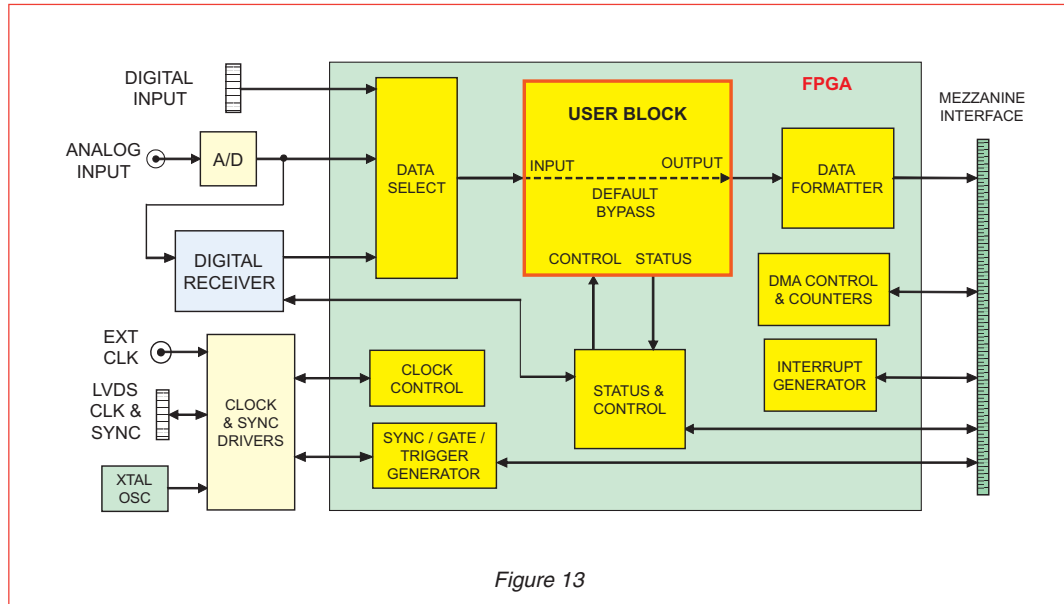 DIGITAL
INPUT
ANALOG
INPUT
A/D
DIGITAL
RECEIVER
EXT
CLK
LVDS
CLK &
SYNC
XTAL
OSC
CLOCK
& SYNC
DRIVERS
FPGA
DATA
SELECT
USER BLOCK
INPUT
OUTPUT
DEFAULT
BYPASS
CONTROL
STATUS
DATA
FORMATTER
DMA CONTROL
& COUNTERS
INTERRUPT
GENERATOR
CLOCK
CONTROL
STATUS &
CONTROL
SYNC / GATE /
TRIGGER
GENERATOR
MEZZANINE
INTERFACE
Figure 13